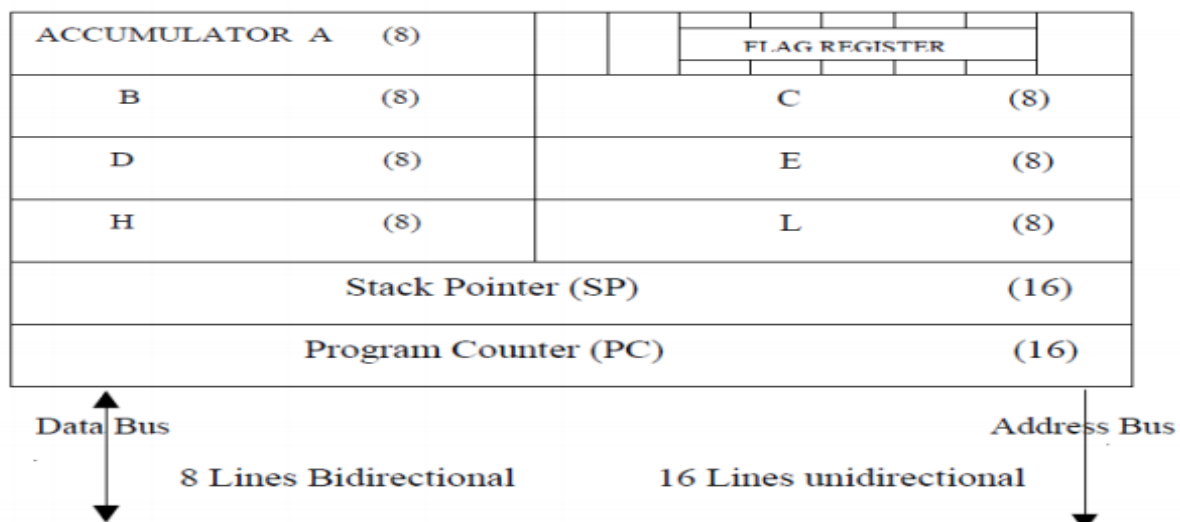 ACCUMULATOR A (8) FLAG REGISTER
B (8) C (8)
D (8) E (8)
H (8) L (8)
Stack Pointer (SP) (16)
Program Counter (PC) (16)
Data Bus Address Bus
8 Lines Bidirectional 16 Lines unidirectional